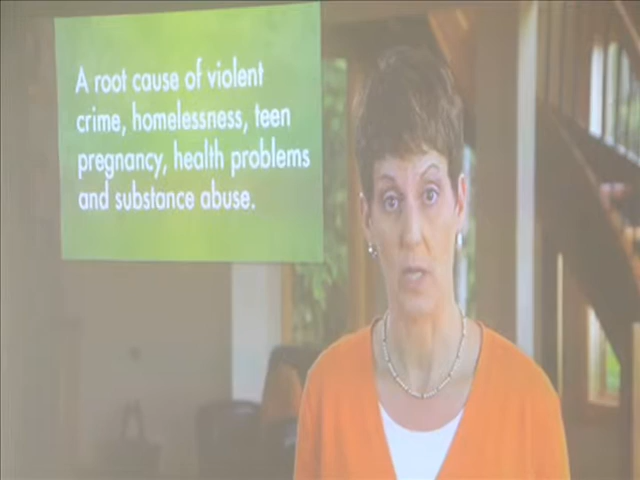 A root cause of violent
crime, homelessness, teen
pregnancy, health problems
and substance abuse.